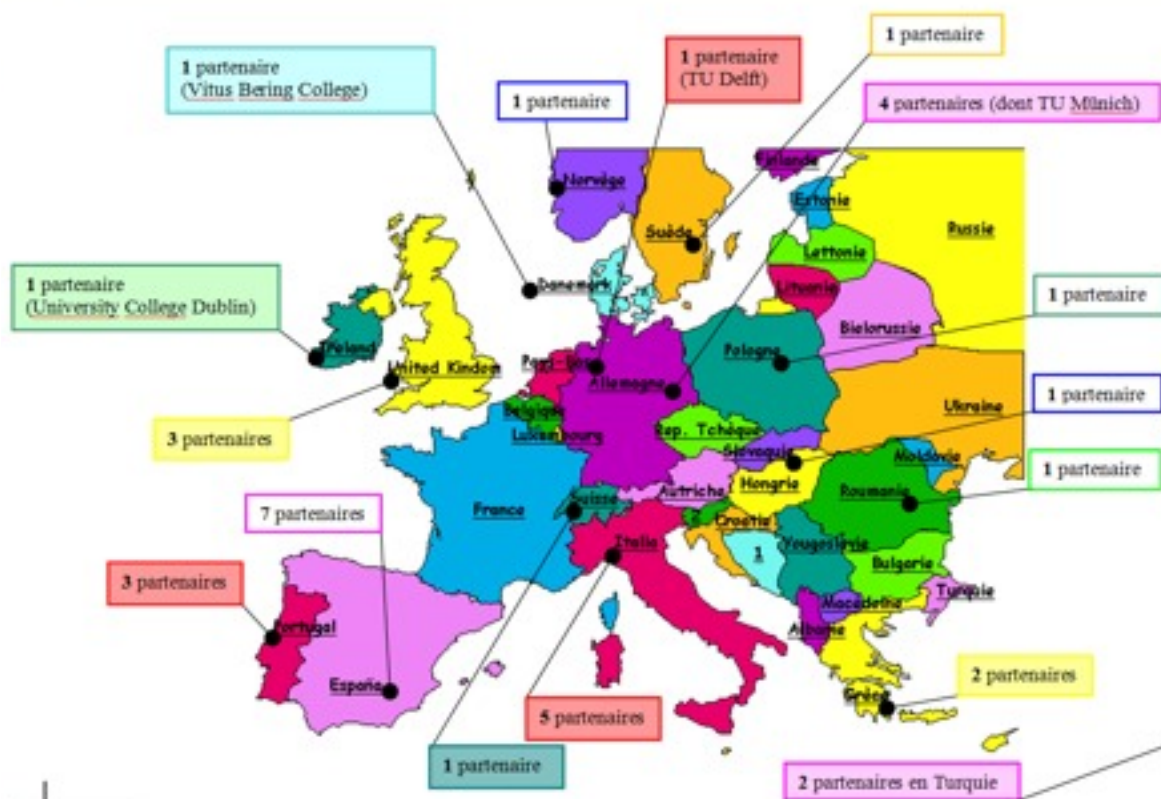 1 partenaire
1 partenaire
(Vitus Bering College)
1 partenaire
(TU Delft)
1 partenaire
4 partenaires (dont TU Münich)
Finlande
Norvège
Estonie
Russie
Suède
Lettonie
Danemark
Lituanie
1 partenaire
(University College Dublin)
1 partenaire
Bielorussie
Ireland
United Kindom
Pays-Bas
Allemagne
Pologne
1 partenaire
Ukraine
Belgique
Luxembourg
Rep. Tchèque
3 partenaires
Slovaquie
Moldavie
1 partenaire
Autriche
Hongrie
Roumanie
Suisse
France
7 partenaires
Croatie
Italie
Yougoslavie
1
Bulgarie
3 partenaires
Turquie
Macédoine
Portugal
Albanie
España
Grèce
2 partenaires
5 partenaires
1 partenaire
2 partenaires en Turquie